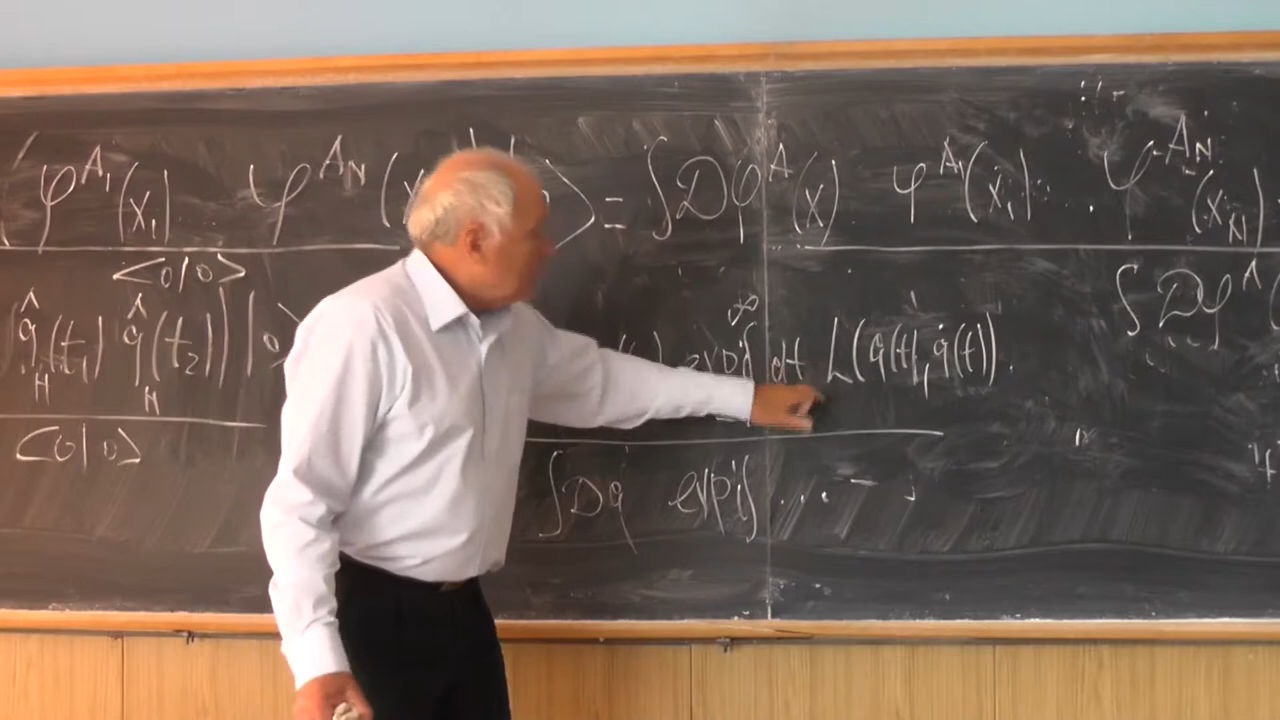 φ^{A_1}(x_1) ... φ^{A_N}(x ⟩ = ∫Dφ^A(x) φ^{A_1}(x_1) ... φ^{A_N}(x_N)
<0|0> ∫Dφ^A
q̂_H(t_1) q̂_H(t_2))|0> exp i∫^∞ dt L(q(t), q̇(t)).
<0|0> ∫Dq exp i∫ ...